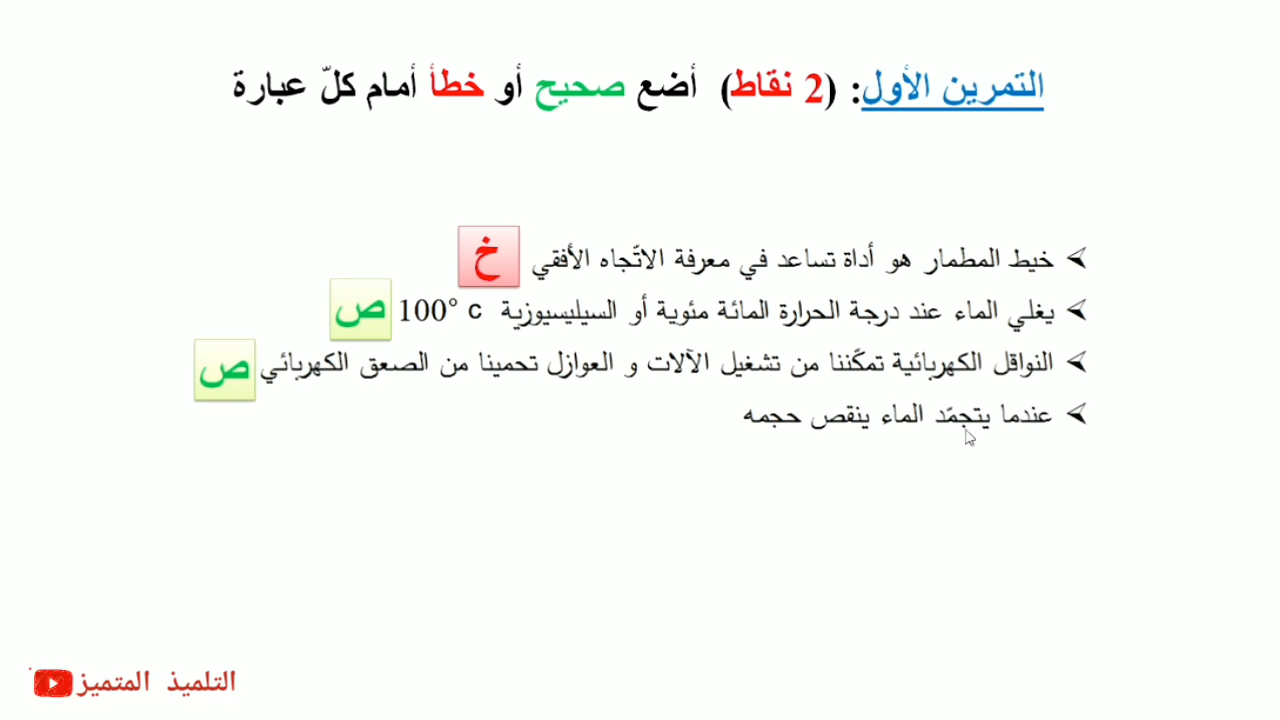 التمرين الأول: (2 نقاط) أضع صحيح أو خطأ أمام كلّ عبارة
خيط المطمار هو أداة تساعد في معرفة الاتّجاه الأفقي خ
يغلي الماء عند درجة الحرارة المائة مئوية أو السيليسيوزية 100° c ص
النواقل الكهربائية تمكّننا من تشغيل الآلات و العوازل تحمينا من الصعق الكهربائي ص
عندما يتجمّد الماء ينقص حجمه
التلميذ المتميز